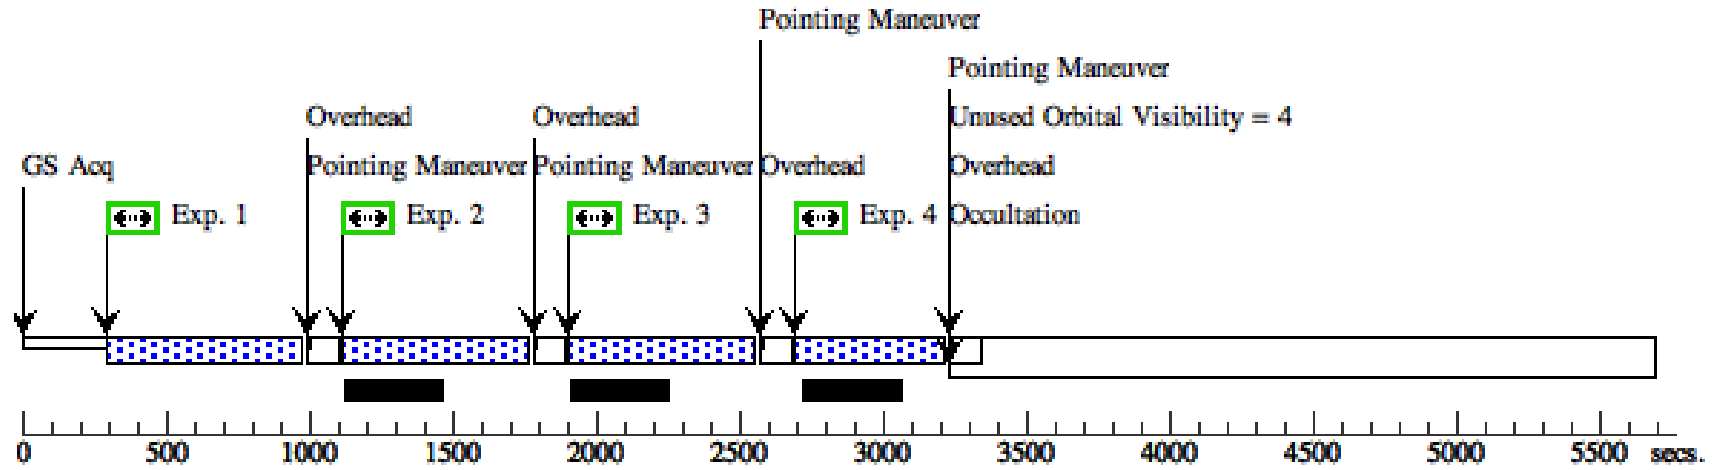 Pointing Maneuver
Pointing Maneuver
Overhead Overhead Unused Orbital Visibility = 4
GS Acq Pointing Maneuver Pointing Maneuver Overhead Overhead
Exp. 1 Exp. 2 Exp. 3 Exp. 4 Occultation
0 500 1000 1500 2000 2500 3000 3500 4000 4500 5000 5500 secs.